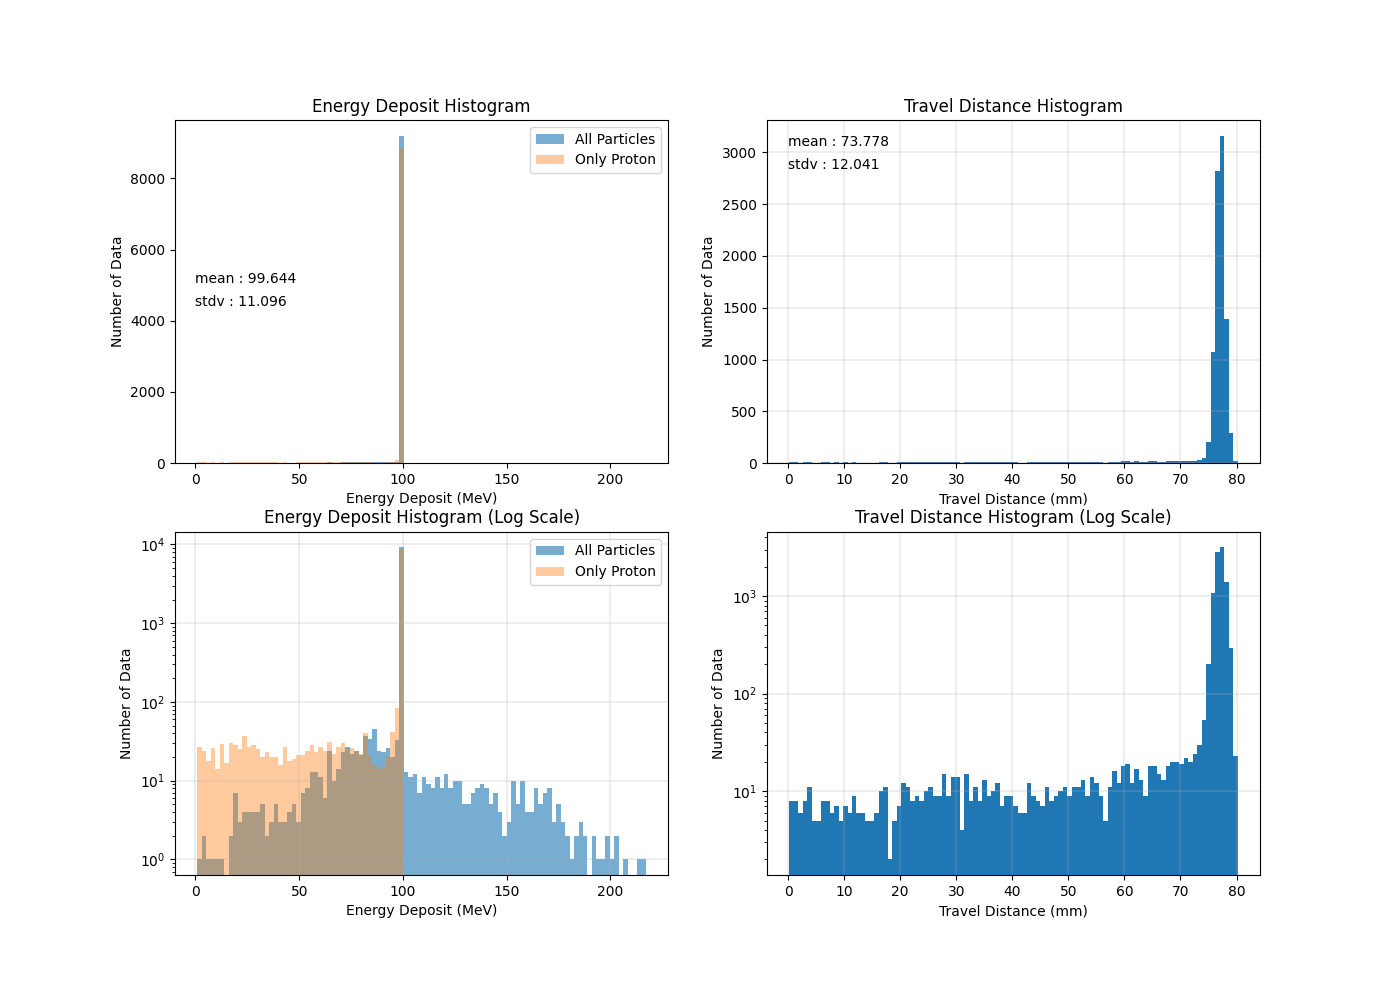 Energy Deposit Histogram
Number of Data
8000
6000
4000
2000
0
All Particles
Only Proton
mean : 99.644
stdv : 11.096
0 50 100 150 200
Energy Deposit (MeV)
Travel Distance Histogram
Number of Data
3000
2500
2000
1500
1000
500
0
mean : 73.778
stdv : 12.041
0 10 20 30 40 50 60 70 80
Travel Distance (mm)
Energy Deposit Histogram (Log Scale)
Number of Data
10⁴
10³
10²
10¹
10⁰
All Particles
Only Proton
0 50 100 150 200
Energy Deposit (MeV)
Travel Distance Histogram (Log Scale)
Number of Data
10³
10²
10¹
0 10 20 30 40 50 60 70 80
Travel Distance (mm)